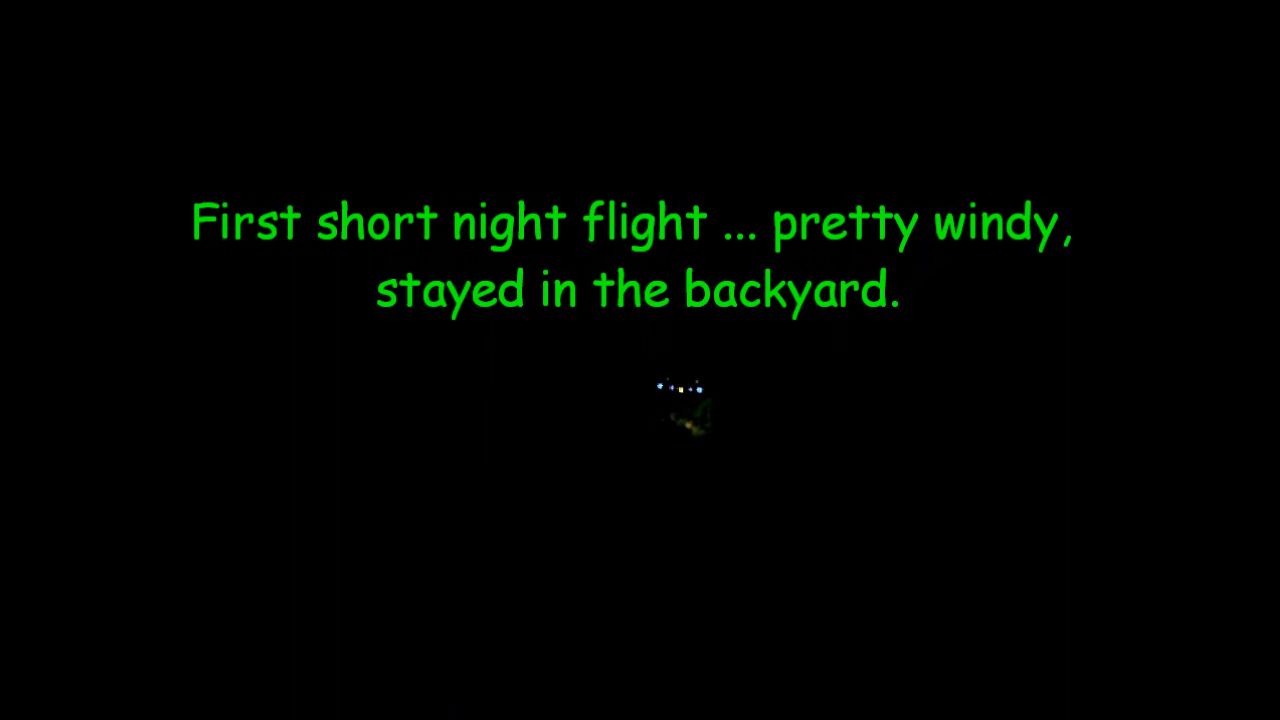 First short night flight ... pretty windy,
stayed in the backyard.